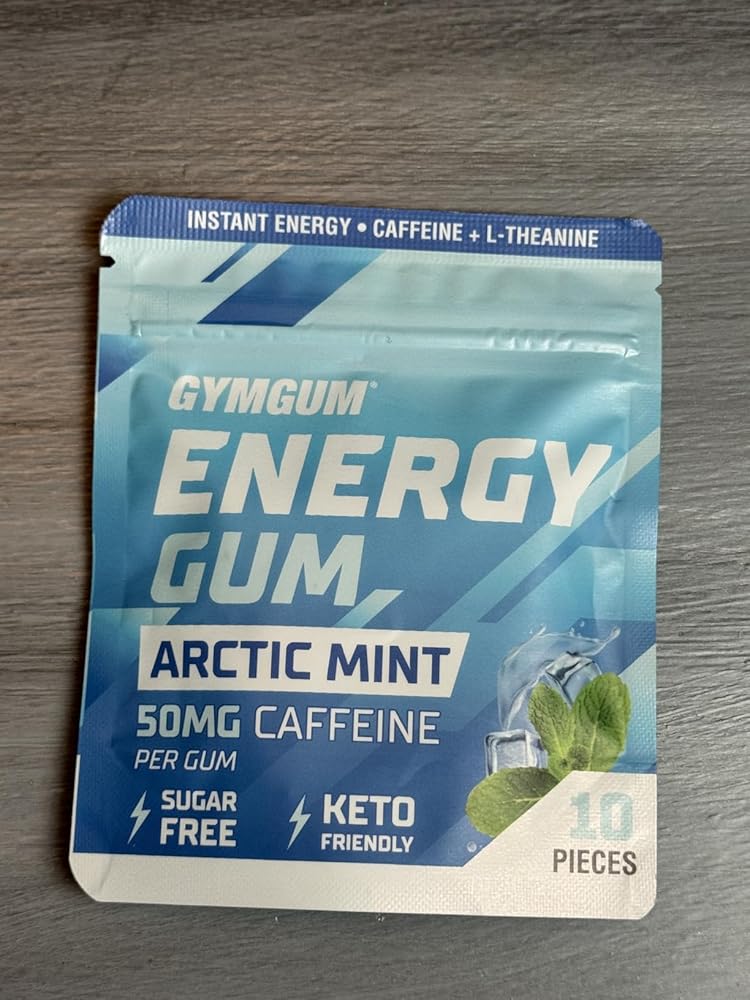 INSTANT ENERGY • CAFFEINE + L-THEANINE
GYMGUM®
ENERGY
GUM
ARCTIC MINT
50MG CAFFEINE
PER GUM
SUGAR
FREE
KETO
FRIENDLY
10
PIECES